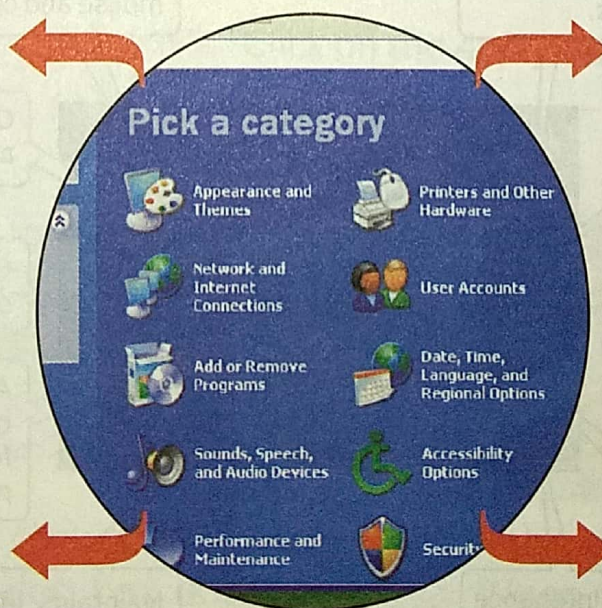 Pick a category
Appearance and
Themes
Printers and Other
Hardware
Network and
Internet
Connections
User Accounts
Add or Remove
Programs
Date, Time,
Language, and
Regional Options
Sounds, Speech,
and Audio Devices
Accessibility
Options
Performance and
Maintenance